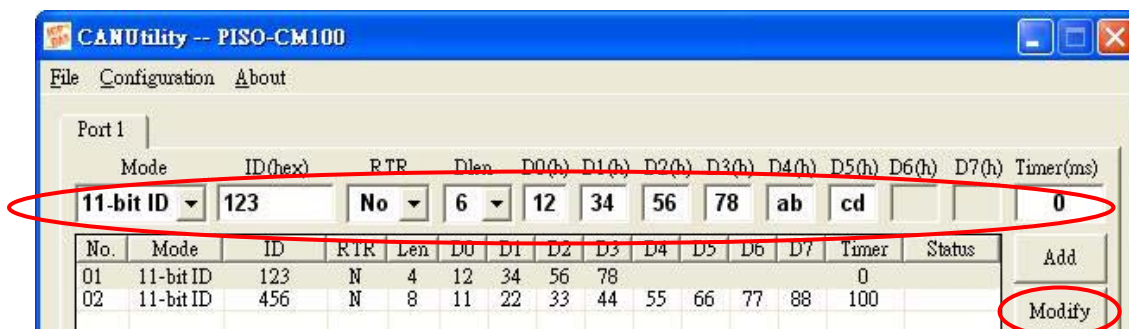 CANUtility -- PISO-CM100
File Configuration About
Port 1
Mode ID(hex) RTR Dlen D0(h) D1(h) D2(h) D3(h) D4(h) D5(h) D6(h) D7(h) Timer(ms)
11-bit ID 123 No 6 12 34 56 78 ab cd 0
No. Mode ID RTR Len D0 D1 D2 D3 D4 D5 D6 D7 Timer Status
Add
01 11-bit ID 123 N 4 12 34 56 78 0
02 11-bit ID 456 N 8 11 22 33 44 55 66 77 88 100
Modify